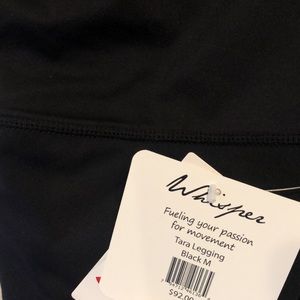 Whisper
Fueling your passion
for movement
Tara Legging
Black M
$92.00